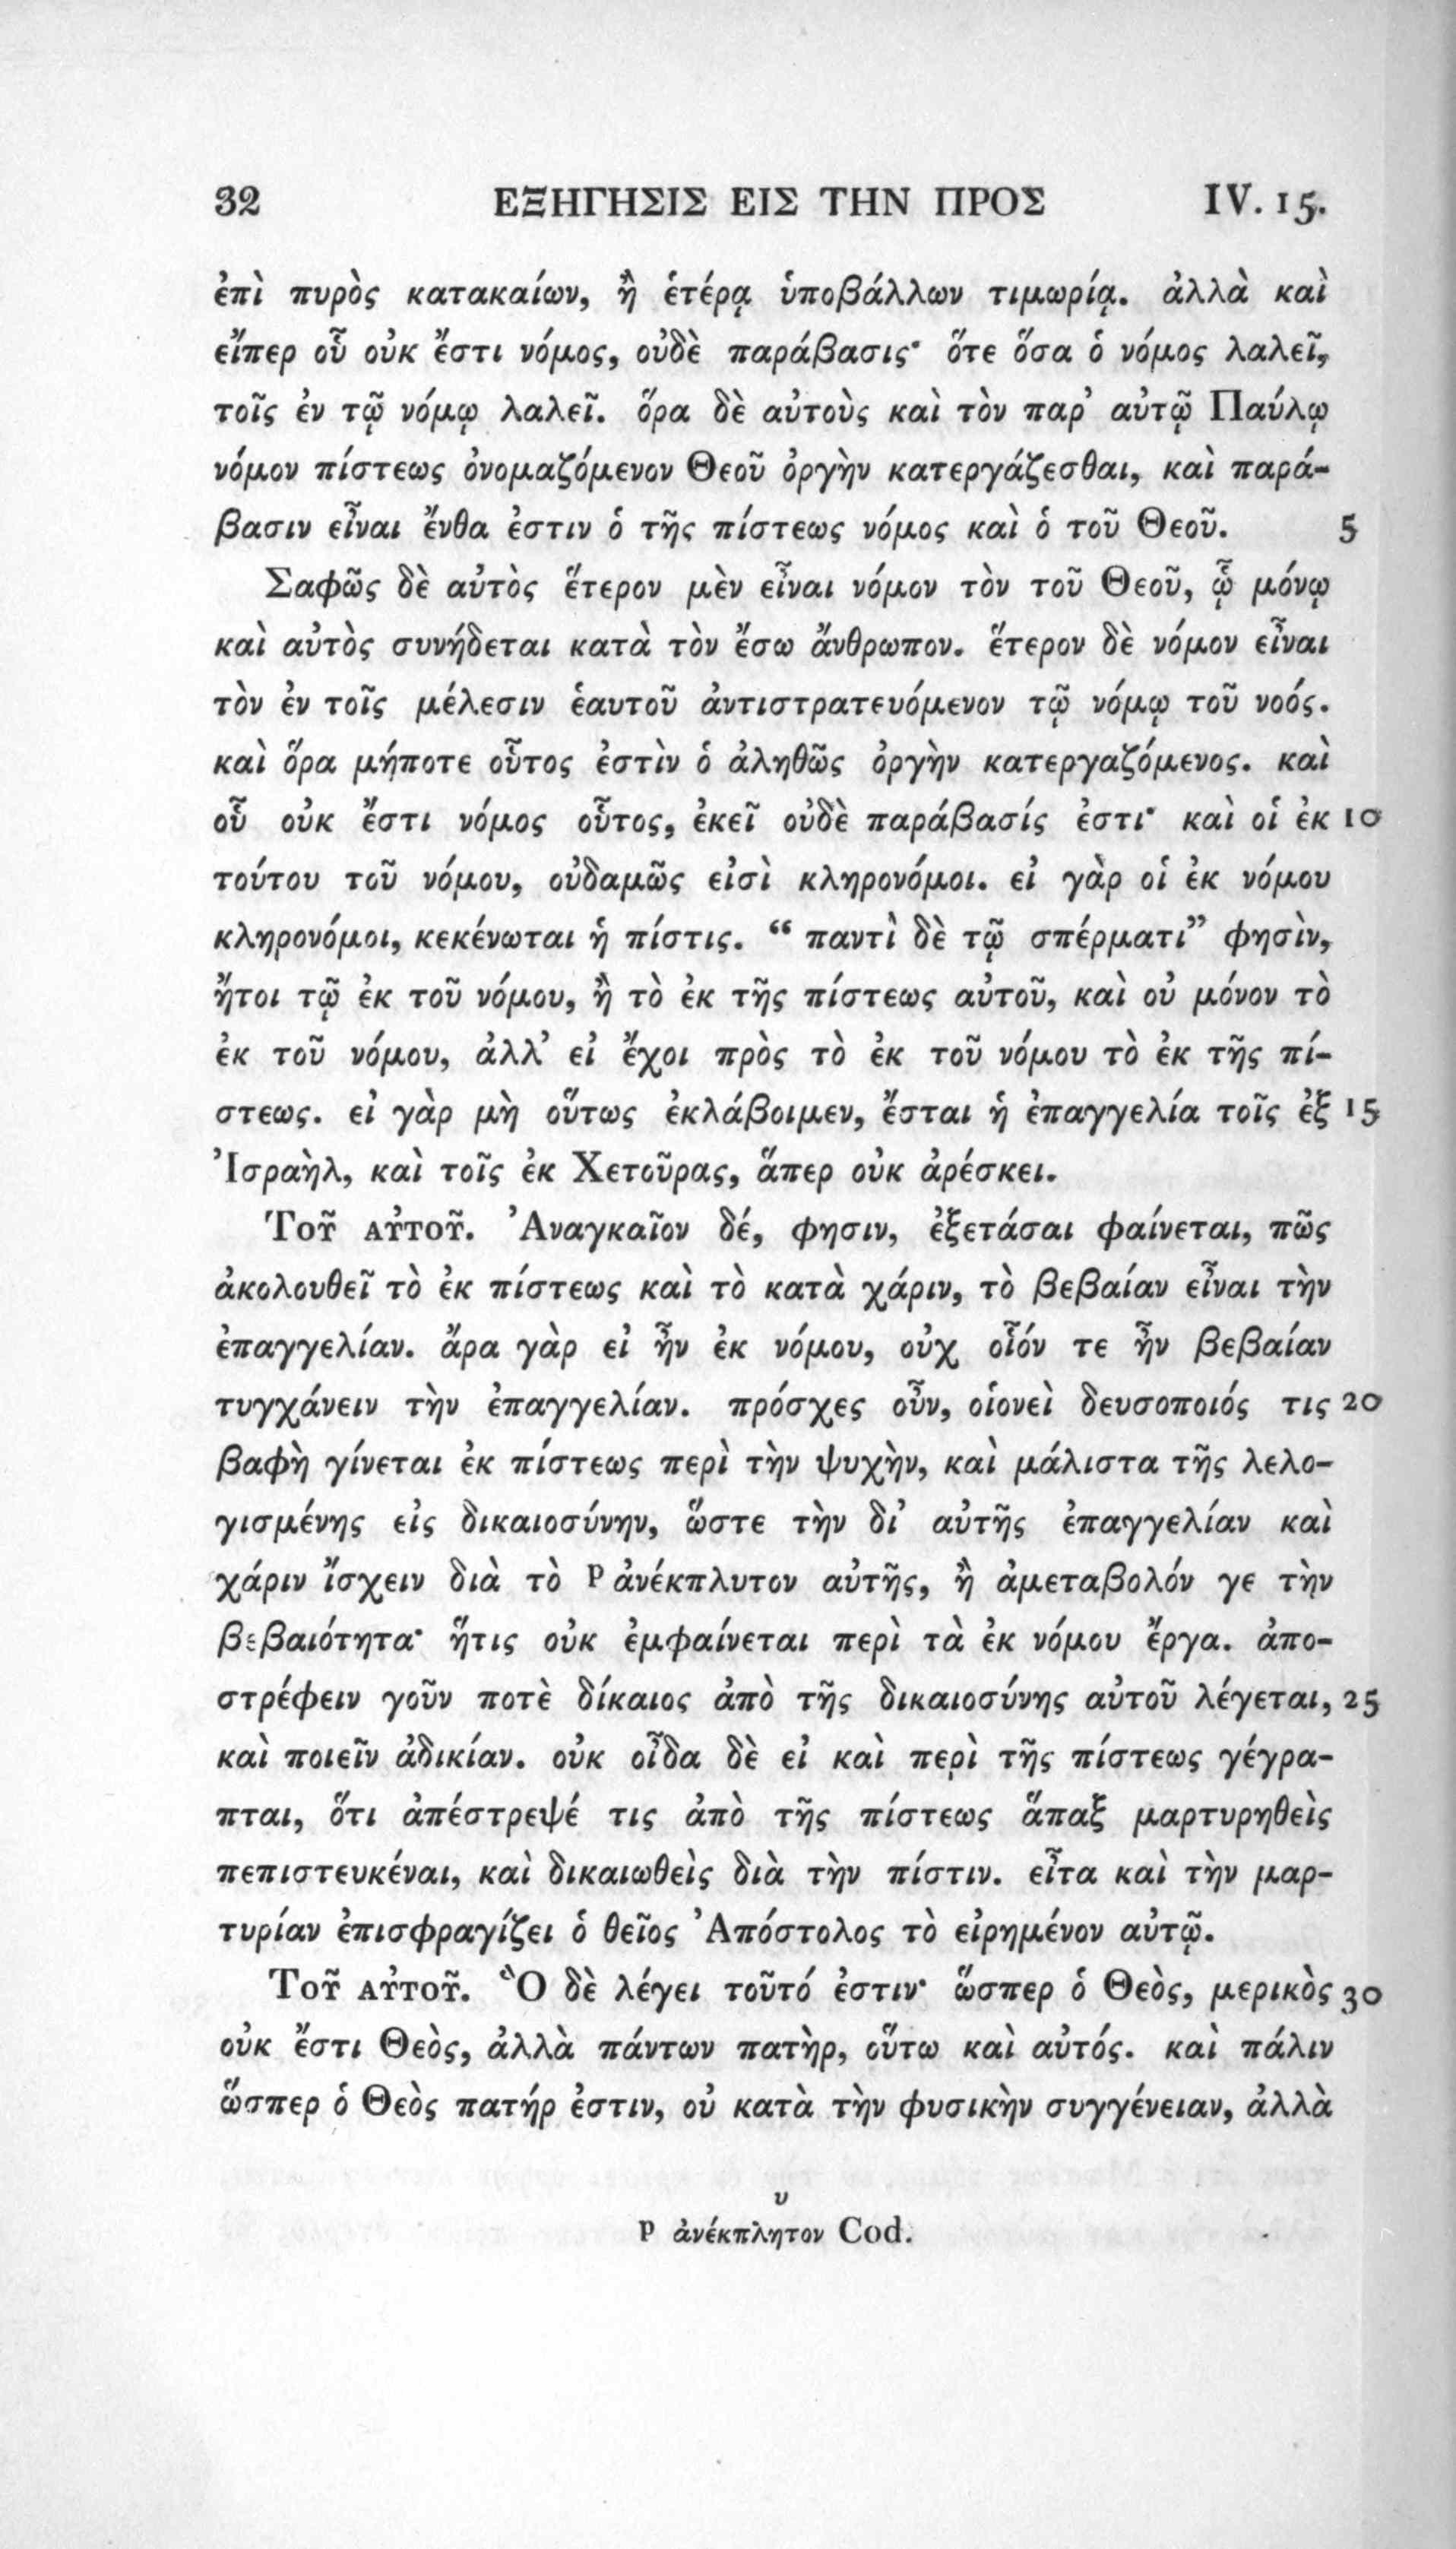 32 ΕΞΗΓΗΣΙΣ ΕΙΣ ΤΗΝ ΠΡΟΣ IV. 15.
ἐπὶ πυρὸς κατακαίων, ἢ ἑτέρᾳ ὑποβάλλων τιμωρίᾳ. ἀλλὰ καὶ
εἴπερ οὗ οὐκ ἔστι νόμος, οὐδὲ παράβασις· ὅτε ὅσα ὁ νόμος λαλεῖ,
τοῖς ἐν τῷ νόμῳ λαλεῖ. ὅρα δὲ αὐτοὺς καὶ τὸν παρ’ αὐτῷ Παύλῳ
νόμον πίστεως ὀνομαζόμενον Θεοῦ ὀργὴν κατεργάζεσθαι, καὶ παρά-
βασιν εἶναι ἔνθα ἐστιν ὁ τῆς πίστεως νόμος καὶ ὁ τοῦ Θεοῦ. 5
Σαφῶς δὲ αὐτὸς ἕτερον μὲν εἶναι νόμον τὸν τοῦ Θεοῦ, ᾧ μόνῳ
καὶ αὐτὸς συνήδεται κατὰ τὸν ἔσω ἄνθρωπον. ἕτερον δὲ νόμον εἶναι
τὸν ἐν τοῖς μέλεσιν ἑαυτοῦ ἀντιστρατευόμενον τῷ νόμῳ τοῦ νοός.
καὶ ὅρα μήποτε οὗτος ἐστὶν ὁ ἀληθῶς ὀργὴν κατεργαζόμενος. καὶ
οὗ οὐκ ἔστι νόμος οὗτος, ἐκεῖ οὐδὲ παράβασίς ἐστι· καὶ οἱ ἐκ 10
τούτου τοῦ νόμου, οὐδαμῶς εἰσὶ κληρονόμοι. εἰ γὰρ οἱ ἐκ νόμου
κληρονόμοι, κεκένωται ἡ πίστις. “ παντὶ δὲ τῷ σπέρματι” φησὶν,
ἤτοι τῷ ἐκ τοῦ νόμου, ἢ τὸ ἐκ τῆς πίστεως αὐτοῦ, καὶ οὐ μόνον τὸ
ἐκ τοῦ νόμου, ἀλλ’ εἰ ἔχοι πρὸς τὸ ἐκ τοῦ νόμου τὸ ἐκ τῆς πί-
στεως. εἰ γὰρ μὴ οὕτως ἐκλάβοιμεν, ἔσται ἡ ἐπαγγελία τοῖς ἐξ 15
Ἰσραὴλ, καὶ τοῖς ἐκ Χετούρας, ἅπερ οὐκ ἀρέσκει.
Τοῦ αὐτοῦ. Ἀναγκαῖον δέ, φησιν, ἐξετάσαι φαίνεται, πῶς
ἀκολουθεῖ τὸ ἐκ πίστεως καὶ τὸ κατὰ χάριν, τὸ βεβαίαν εἶναι τὴν
ἐπαγγελίαν. ἄρα γὰρ εἰ ἦν ἐκ νόμου, οὐχ οἷόν τε ἦν βεβαίαν
τυγχάνειν τὴν ἐπαγγελίαν. πρόσχες οὖν, οἱονεὶ δευσοποιός τις 20
βαφὴ γίνεται ἐκ πίστεως περὶ τὴν ψυχὴν, καὶ μάλιστα τῆς λελο-
γισμένης εἰς δικαιοσύνην, ὥστε τὴν δι’ αὐτῆς ἐπαγγελίαν καὶ
χάριν ἴσχειν διὰ τὸ ᵖ ἀνέκπλυτον αὐτῆς, ἢ ἀμεταβολόν γε τὴν
βεβαιότητα· ἥτις οὐκ ἐμφαίνεται περὶ τὰ ἐκ νόμου ἔργα. ἀπο-
στρέφειν γοῦν ποτὲ δίκαιος ἀπὸ τῆς δικαιοσύνης αὐτοῦ λέγεται, 25
καὶ ποιεῖν ἀδικίαν. οὐκ οἶδα δὲ εἰ καὶ περὶ τῆς πίστεως γέγρα-
πται, ὅτι ἀπέστρεψέ τις ἀπὸ τῆς πίστεως ἅπαξ μαρτυρηθεὶς
πεπιστευκέναι, καὶ δικαιωθεὶς διὰ τὴν πίστιν. εἶτα καὶ τὴν μαρ-
τυρίαν ἐπισφραγίζει ὁ θεῖος Ἀπόστολος τὸ εἰρημένον αὐτῷ.
Τοῦ αὐτοῦ. Ὃ δὲ λέγει τοῦτό ἐστιν· ὥσπερ ὁ Θεὸς, μερικὸς 30
οὐκ ἔστι Θεὸς, ἀλλὰ πάντων πατὴρ, οὕτω καὶ αὐτός. καὶ πάλιν
ὥσπερ ὁ Θεὸς πατήρ ἐστιν, οὐ κατὰ τὴν φυσικὴν συγγένειαν, ἀλλὰ
υ
ᵖ ἀνέκπλητον Cod.